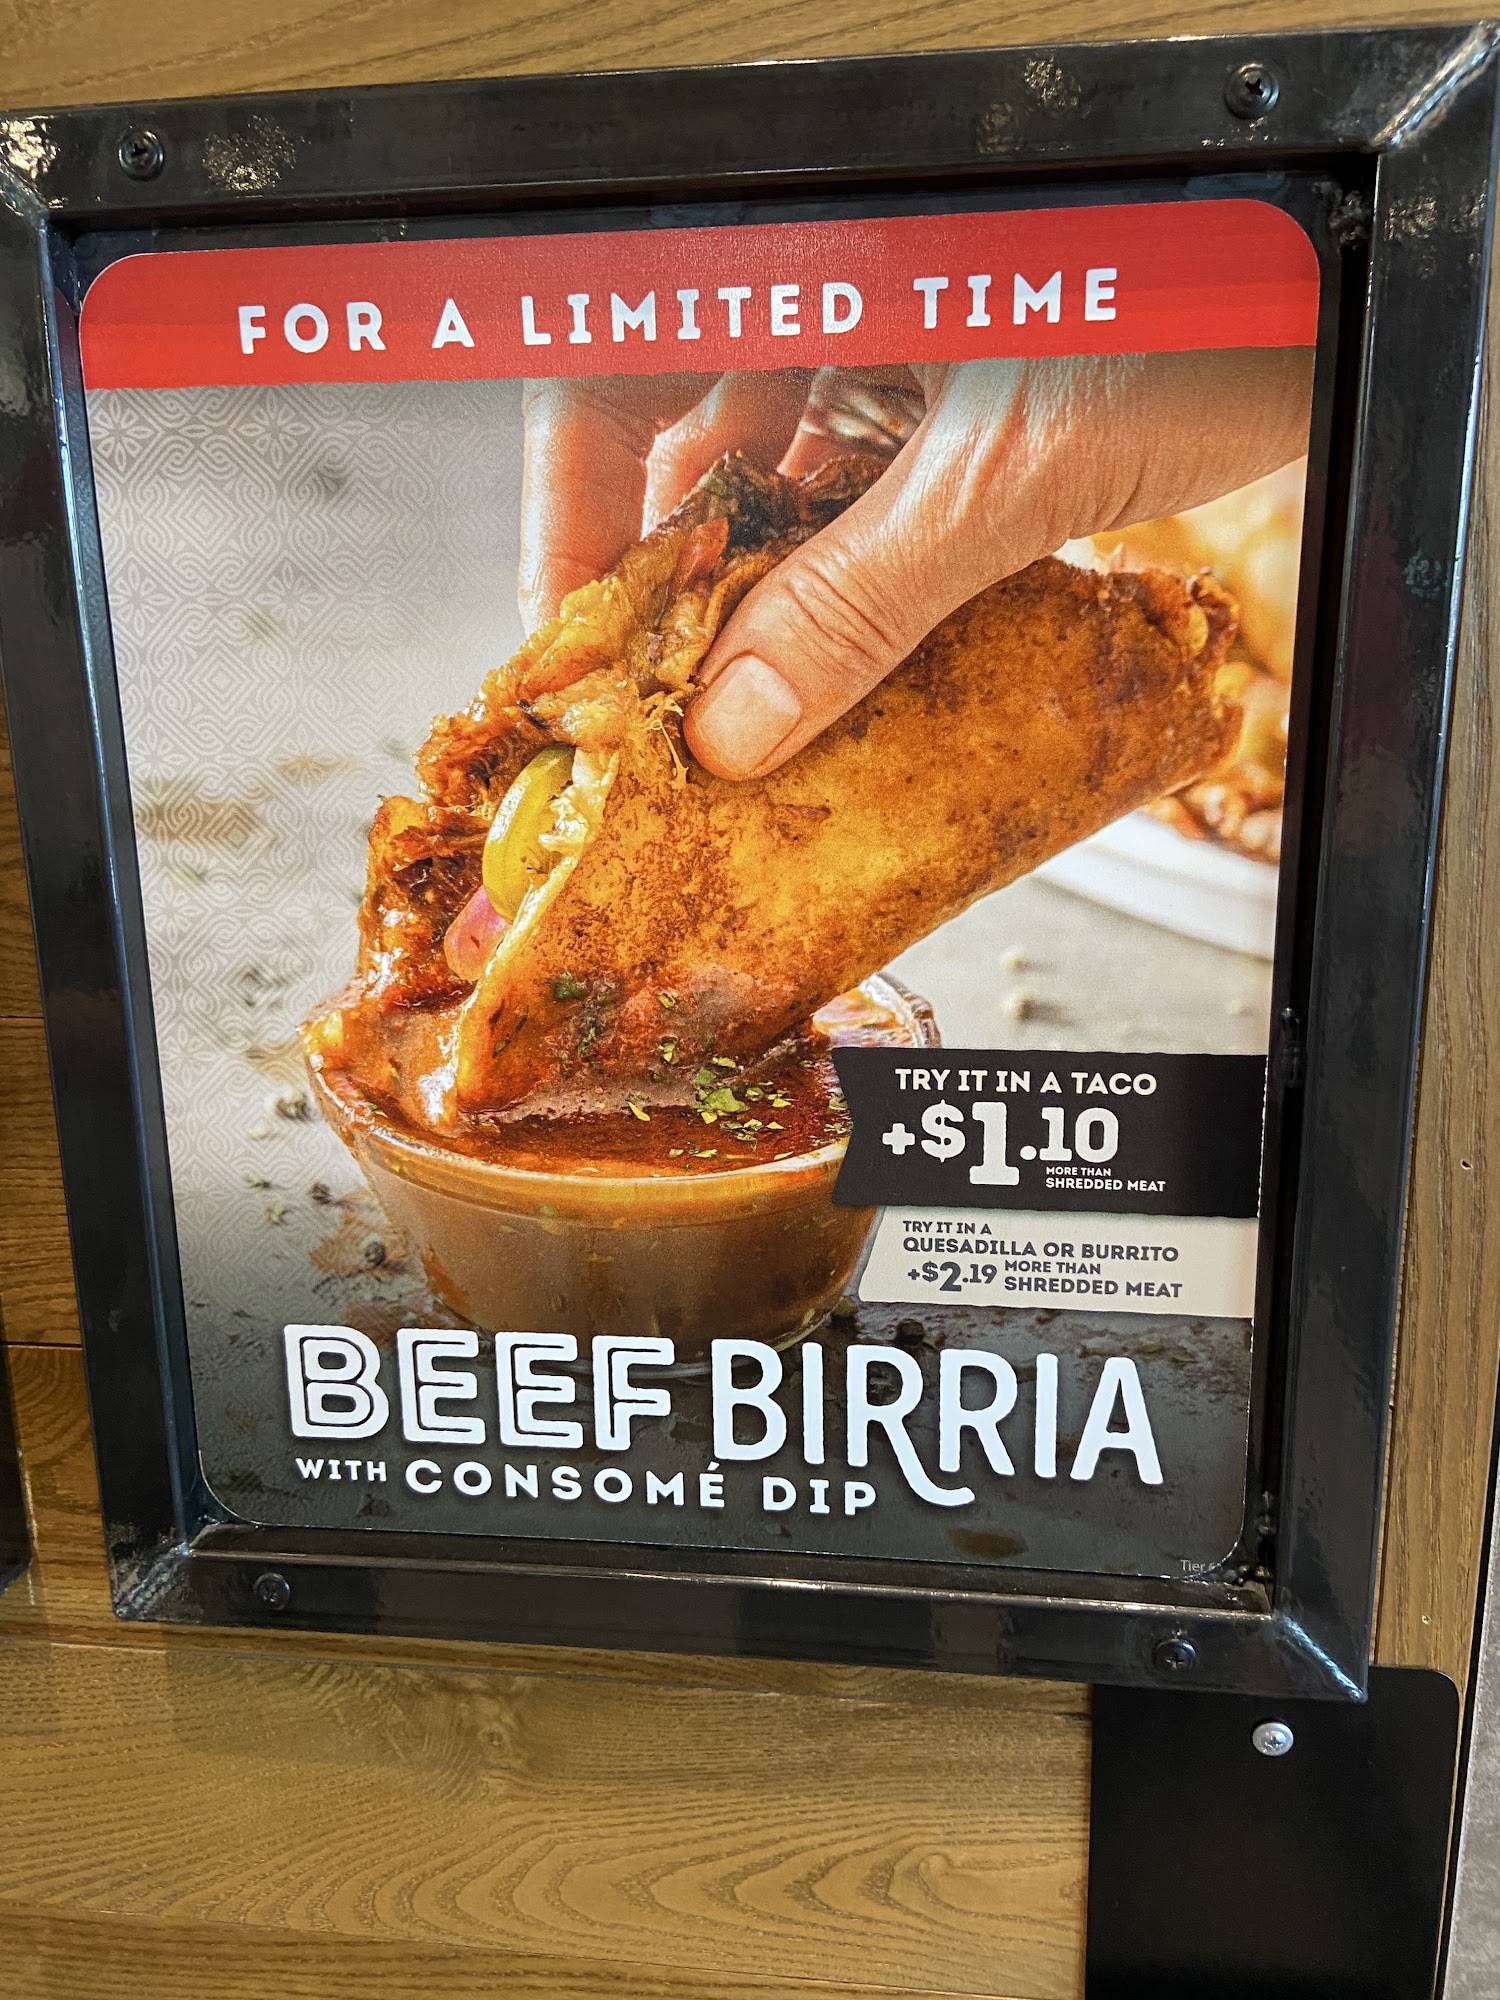 FOR A LIMITED TIME
TRY IT IN A TACO
+$1.10
MORE THAN
SHREDDED MEAT
TRY IT IN A
QUESADILLA OR BURRITO
+$2.19 MORE THAN
SHREDDED MEAT
BEEF BIRRIA
WITH CONSOMÉ DIP
Tier